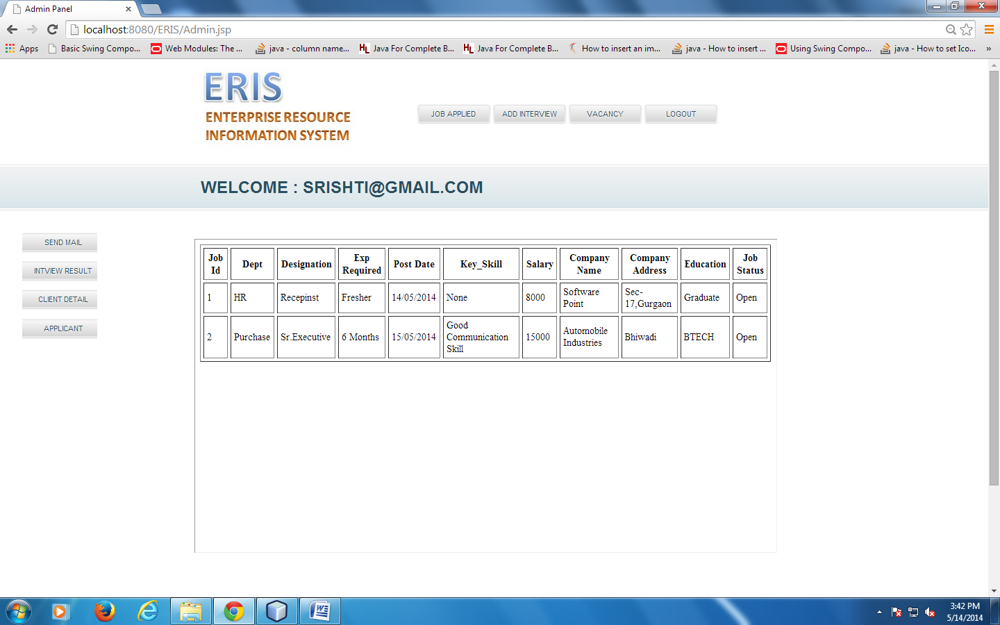 Admin Panel
localhost:8080/ERIS/Admin.jsp
Apps Basic Swing Compo... Web Modules: The ... java - column name... Java For Complete B... Java For Complete B... How to insert an im... java - How to insert ... Using Swing Compo... java - How to set Ico... »
ERIS
ENTERPRISE RESOURCE
INFORMATION SYSTEM
JOB APPLIED ADD INTERVIEW VACANCY LOGOUT
WELCOME : SRISHTI@GMAIL.COM
SEND MAIL
INTVIEW RESULT
CLIENT DETAIL
APPLICANT
Job Id Dept Designation Exp Required Post Date Key_Skill Salary Company Name Company Address Education Job Status
1 HR Recepinst Fresher 14/05/2014 None 8000 Software Point Sec-17,Gurgaon Graduate Open
2 Purchase Sr.Executive 6 Months 15/05/2014 Good Communication Skill 15000 Automobile Industries Bhiwadi BTECH Open
3:42 PM
5/14/2014